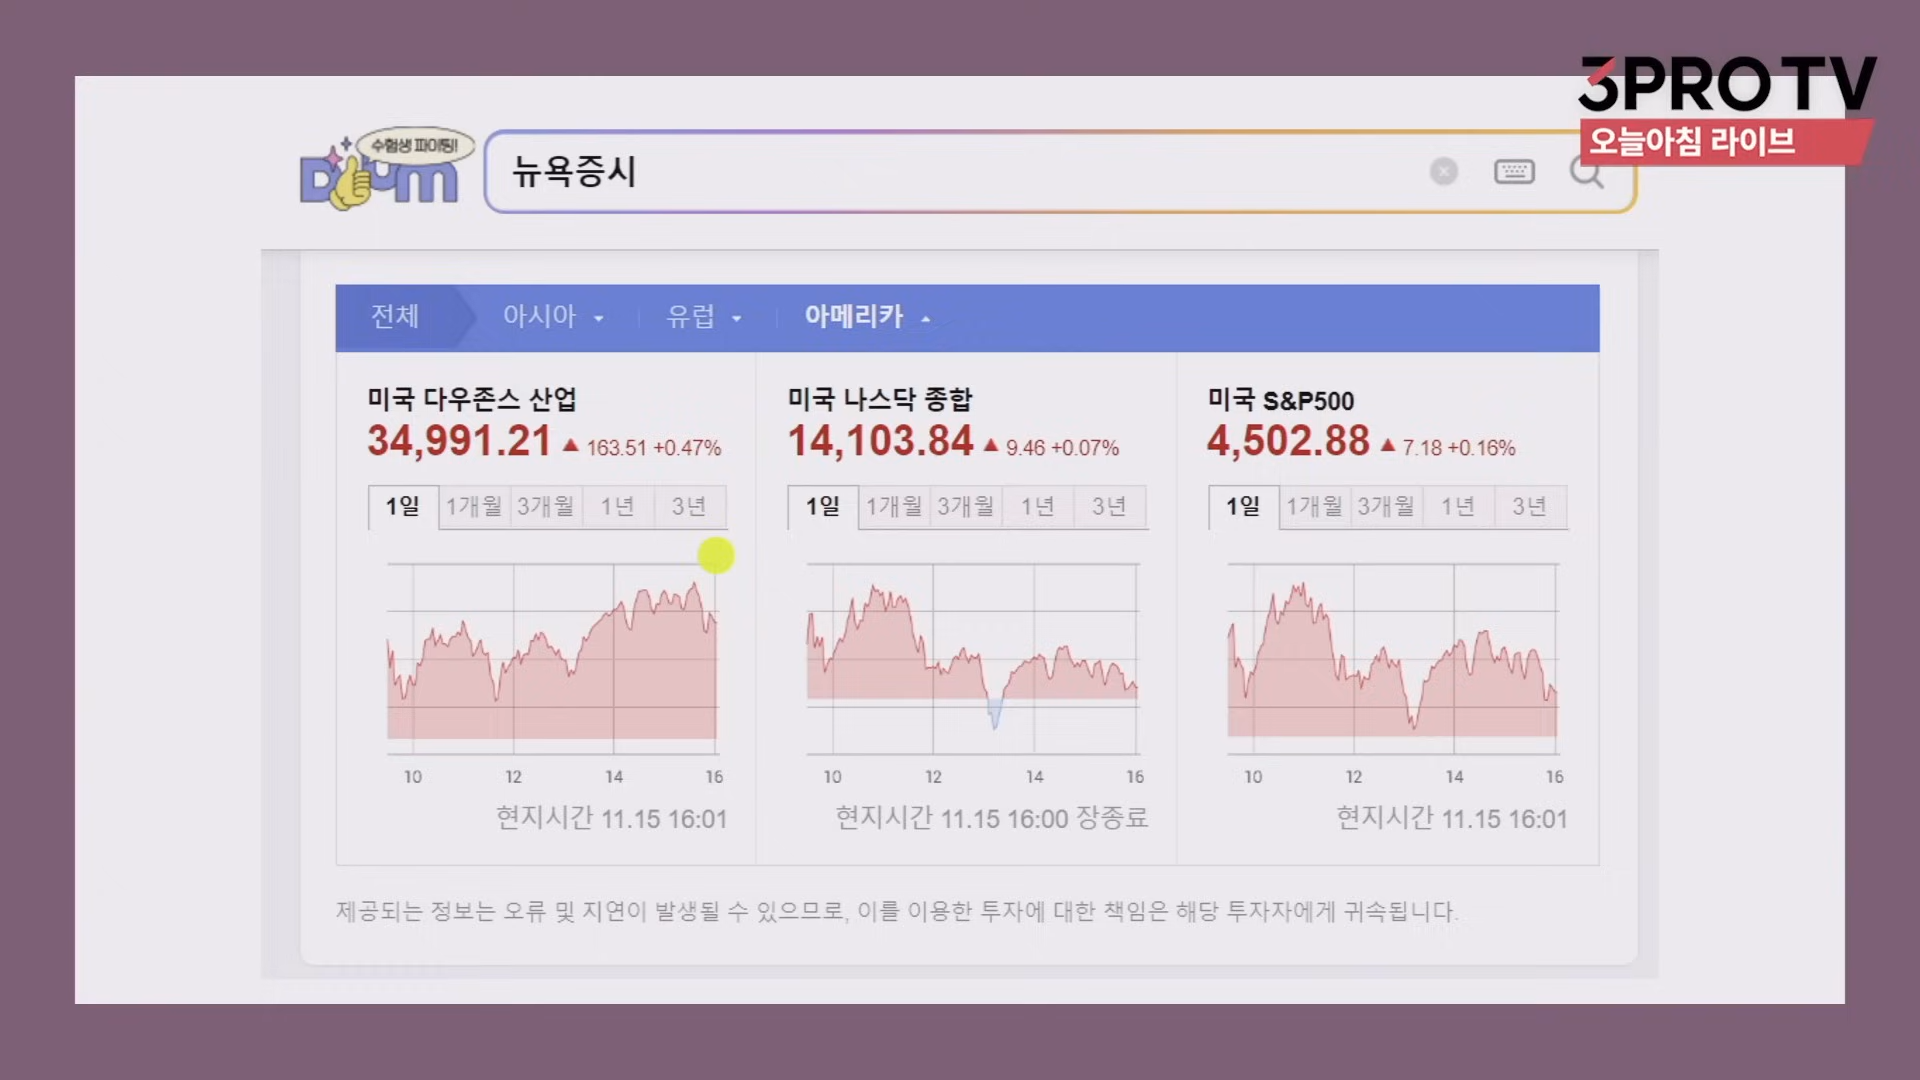 3PRO TV
오늘아침 라이브
수험생 파이팅!
Daum
뉴욕증시
전체 아시아 유럽 아메리카
미국 다우존스 산업
34,991.21 ▲ 163.51 +0.47%
1일 1개월 3개월 1년 3년
10 12 14 16
현지시간 11.15 16:01
미국 나스닥 종합
14,103.84 ▲ 9.46 +0.07%
1일 1개월 3개월 1년 3년
10 12 14 16
현지시간 11.15 16:00 장종료
미국 S&P500
4,502.88 ▲ 7.18 +0.16%
1일 1개월 3개월 1년 3년
10 12 14 16
현지시간 11.15 16:01
제공되는 정보는 오류 및 지연이 발생될 수 있으므로, 이를 이용한 투자에 대한 책임은 해당 투자자에게 귀속됩니다.